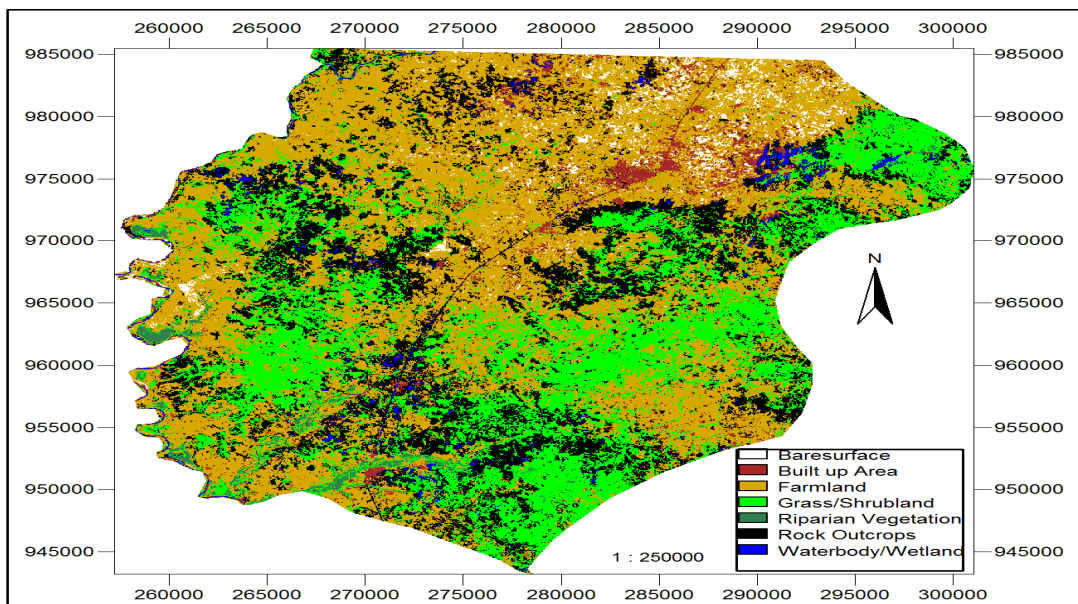 260000 265000 270000 275000 280000 285000 290000 295000 300000
985000 985000
980000 980000
975000 975000
970000 970000
N
965000 965000
960000 960000
955000 955000
Baresurface
Built up Area
Farmland
950000 950000
Grass/Shrubland
Riparian Vegetation
Rock Outcrops
945000 1 : 250000 Waterbody/Wetland 945000
260000 265000 270000 275000 280000 285000 290000 295000 300000